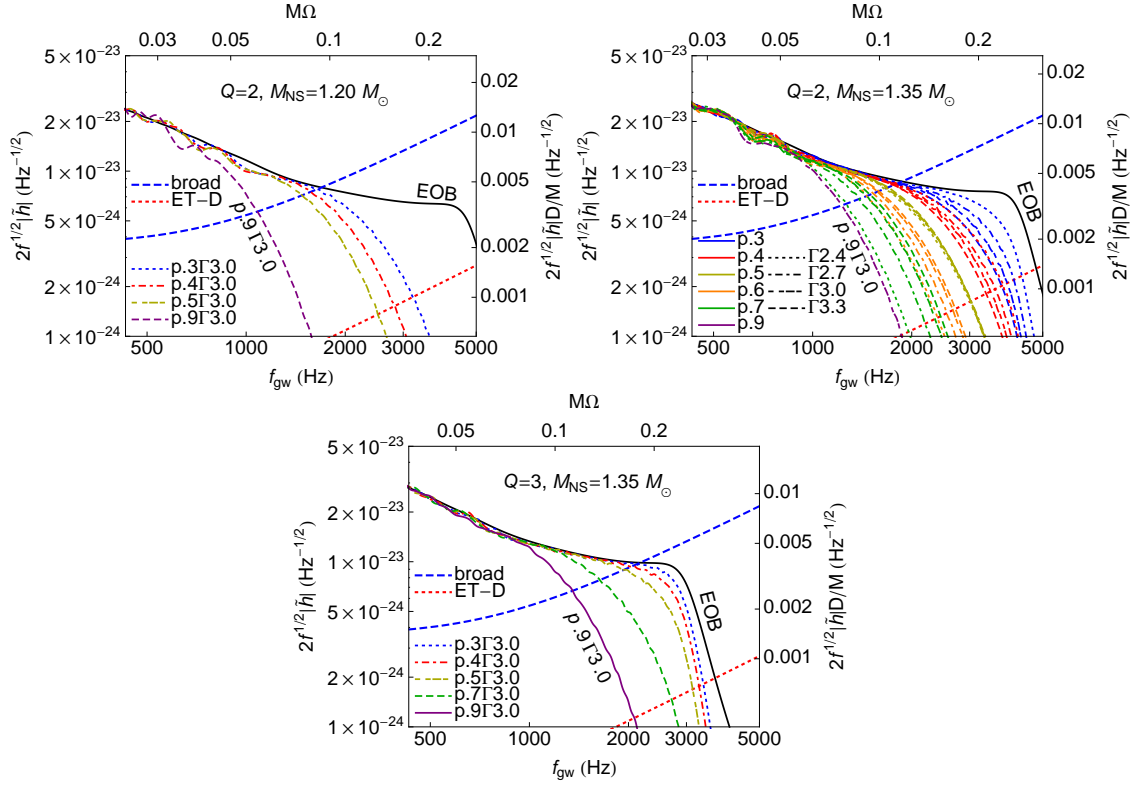 MΩ
0.03 0.05 0.1 0.2
5×10⁻²³
2×10⁻²³
1×10⁻²³
5×10⁻²⁴
2×10⁻²⁴
1×10⁻²⁴
2f^{1/2}|h̃| (Hz^{-1/2})
Q=2, M_NS=1.20 M_⊙
broad
ET−D
p.9Γ3.0
EOB
p.3Γ3.0
p.4Γ3.0
p.5Γ3.0
p.9Γ3.0
0.02
0.01
0.005
0.002
0.001
2f^{1/2}|h̃|D/M (Hz^{-1/2})
500 1000 2000 3000 5000
f_gw (Hz)
MΩ
0.03 0.05 0.1 0.2
5×10⁻²³
2×10⁻²³
1×10⁻²³
5×10⁻²⁴
2×10⁻²⁴
1×10⁻²⁴
2f^{1/2}|h̃| (Hz^{-1/2})
Q=2, M_NS=1.35 M_⊙
broad
ET−D
p.9Γ3.0
EOB
p.3
p.4 Γ2.4
p.5 Γ2.7
p.6 Γ3.0
p.7 Γ3.3
p.9
0.02
0.01
0.005
0.002
0.001
2f^{1/2}|h̃|D/M (Hz^{-1/2})
500 1000 2000 3000 5000
f_gw (Hz)
MΩ
0.05 0.1 0.2
5×10⁻²³
2×10⁻²³
1×10⁻²³
5×10⁻²⁴
2×10⁻²⁴
1×10⁻²⁴
2f^{1/2}|h̃| (Hz^{-1/2})
Q=3, M_NS=1.35 M_⊙
broad
ET−D
p.9Γ3.0
EOB
p.3Γ3.0
p.4Γ3.0
p.5Γ3.0
p.7Γ3.0
p.9Γ3.0
0.01
0.005
0.002
0.001
2f^{1/2}|h̃|D/M (Hz^{-1/2})
500 1000 2000 3000 5000
f_gw (Hz)